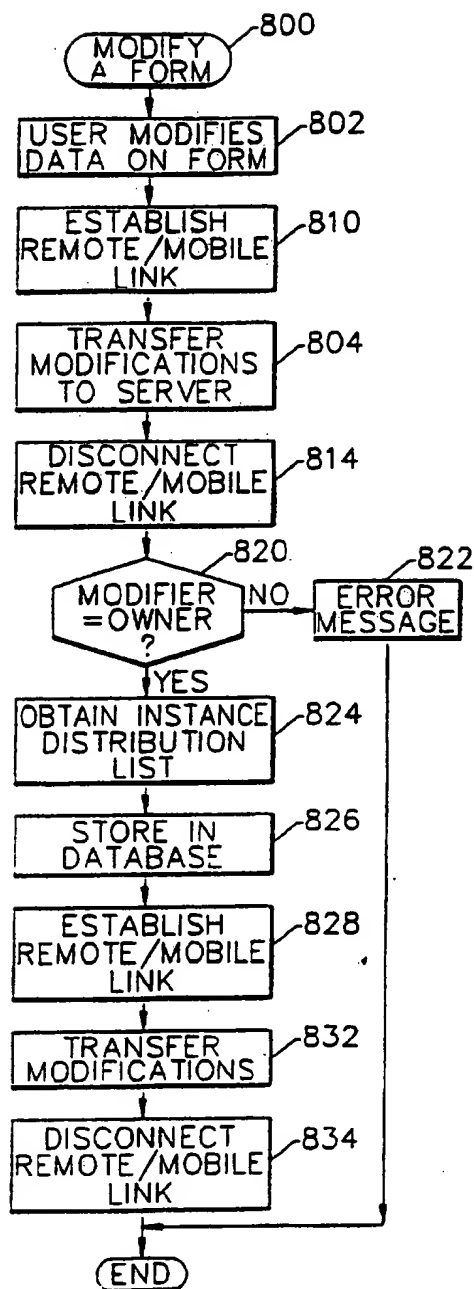 800
MODIFY
A FORM
802
USER MODIFIES
DATA ON FORM
810
ESTABLISH
REMOTE/MOBILE
LINK
804
TRANSFER
MODIFICATIONS
TO SERVER
814
DISCONNECT
REMOTE/MOBILE
LINK
820
MODIFIER
=OWNER
?
NO
822
ERROR
MESSAGE
YES
824
OBTAIN INSTANCE
DISTRIBUTION
LIST
826
STORE IN
DATABASE
828
ESTABLISH
REMOTE/MOBILE
LINK
832
TRANSFER
MODIFICATIONS
834
DISCONNECT
REMOTE/MOBILE
LINK
END